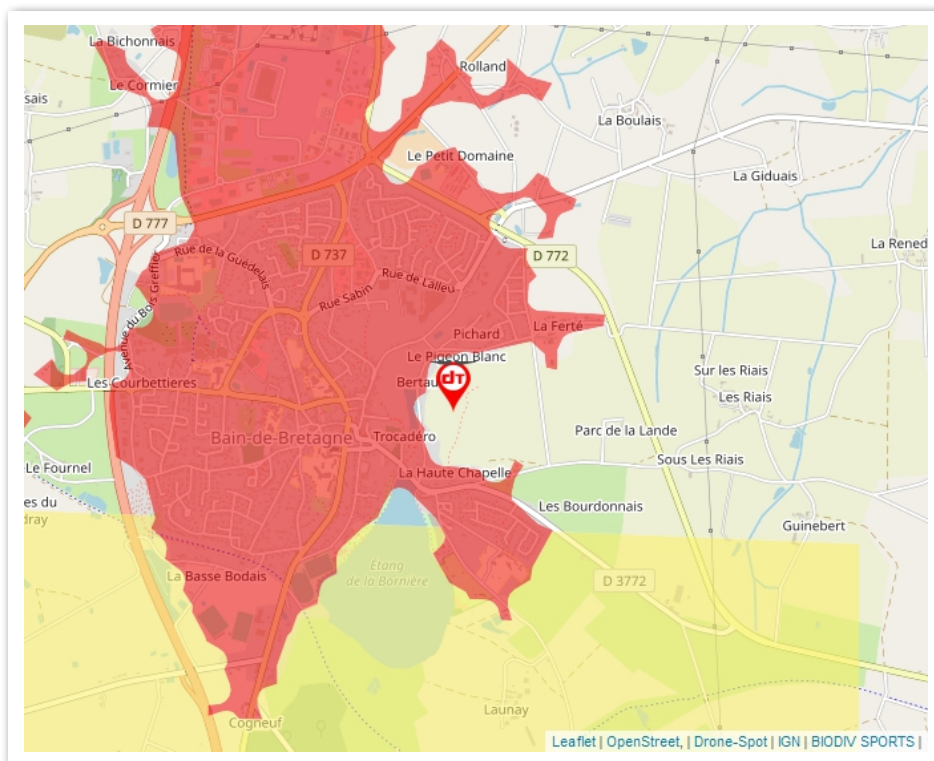 La Bichonnais
Rolland
Le Cormier
sais
La Boulais
Le Petit Domaine
La Giduais
D 777
La Rened
Rue de la Guédelais
D 737
D 772
Rue de Lalleu
Avenue du Bois Greffier
Rue Sabin
La Ferté
Pichard
Le Pigeon Blanc
Sur les Riais
Les Courbettieres
Bertau
dT
Les Riais
Bain-de-Bretagne
Trocadéro
Parc de la Lande
Le Fournel
La Haute Chapelle
Sous Les Riais
es du
dray
Les Bourdonnais
Guinebert
Étang
de la Bornière
La Basse Bodais
D 3772
Launay
Cogneuf
Leaflet | OpenStreet, | Drone-Spot | IGN | BIODIV SPORTS |